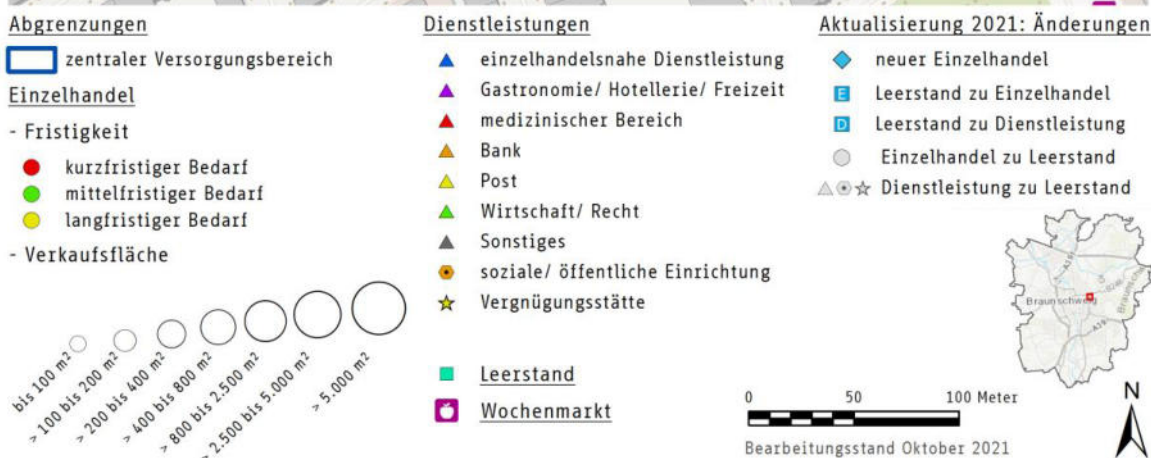 Abgrenzungen
zentraler Versorgungsbereich
Einzelhandel
- Fristigkeit
kurzfristiger Bedarf
mittelfristiger Bedarf
langfristiger Bedarf
- Verkaufsfläche
bis 100 m²
> 100 bis 200 m²
> 200 bis 400 m²
> 400 bis 800 m²
> 800 bis 2.500 m²
> 2.500 bis 5.000 m²
> 5.000 m²
Dienstleistungen
einzelhandelsnahe Dienstleistung
Gastronomie/ Hotellerie/ Freizeit
medizinischer Bereich
Bank
Post
Wirtschaft/ Recht
Sonstiges
soziale/ öffentliche Einrichtung
Vergnügungsstätte
Leerstand
Wochenmarkt
Aktualisierung 2021: Änderungen
neuer Einzelhandel
E Leerstand zu Einzelhandel
D Leerstand zu Dienstleistung
Einzelhandel zu Leerstand
Dienstleistung zu Leerstand
Braunschweig
N
0 50 100 Meter
Bearbeitungsstand Oktober 2021